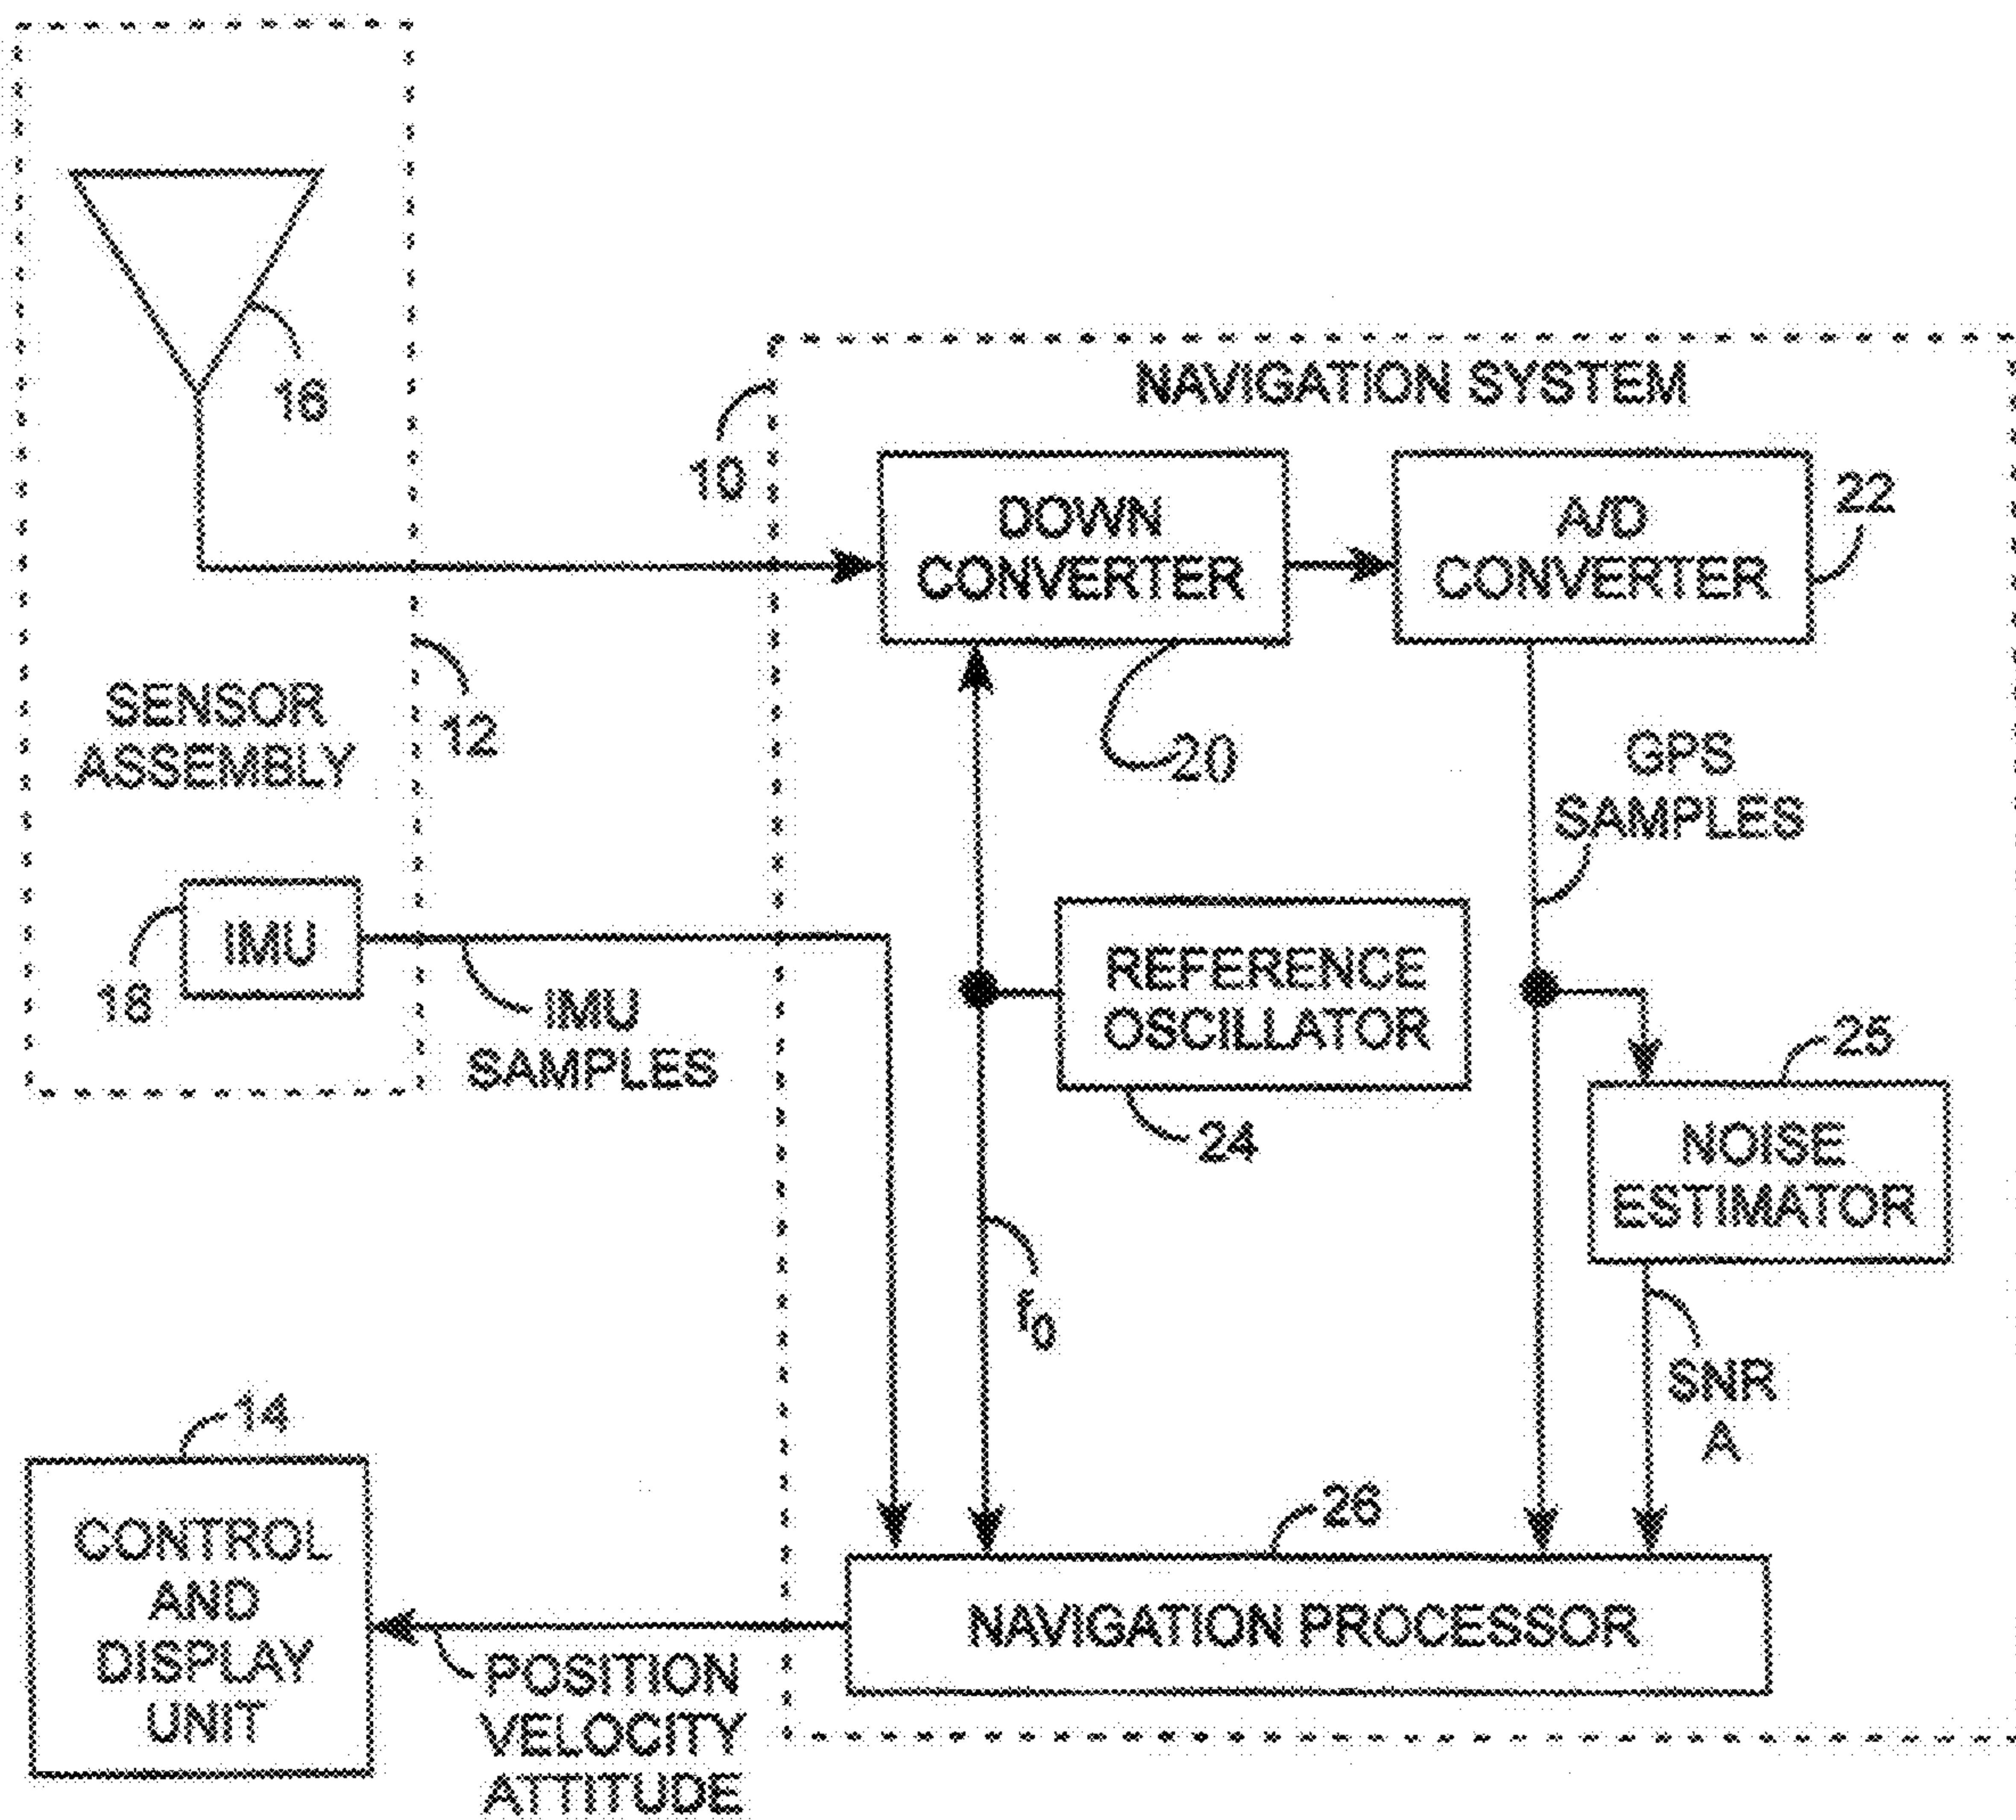 16
NAVIGATION SYSTEM
10
DOWN
CONVERTER
A/D
CONVERTER
22
SENSOR
ASSEMBLY
12
20
GPS
SAMPLES
IMU
18
IMU
SAMPLES
REFERENCE
OSCILLATOR
24
25
NOISE
ESTIMATOR
f0
SNR
A
14
CONTROL
AND
DISPLAY
UNIT
26
NAVIGATION PROCESSOR
POSITION
VELOCITY
ATTITUDE